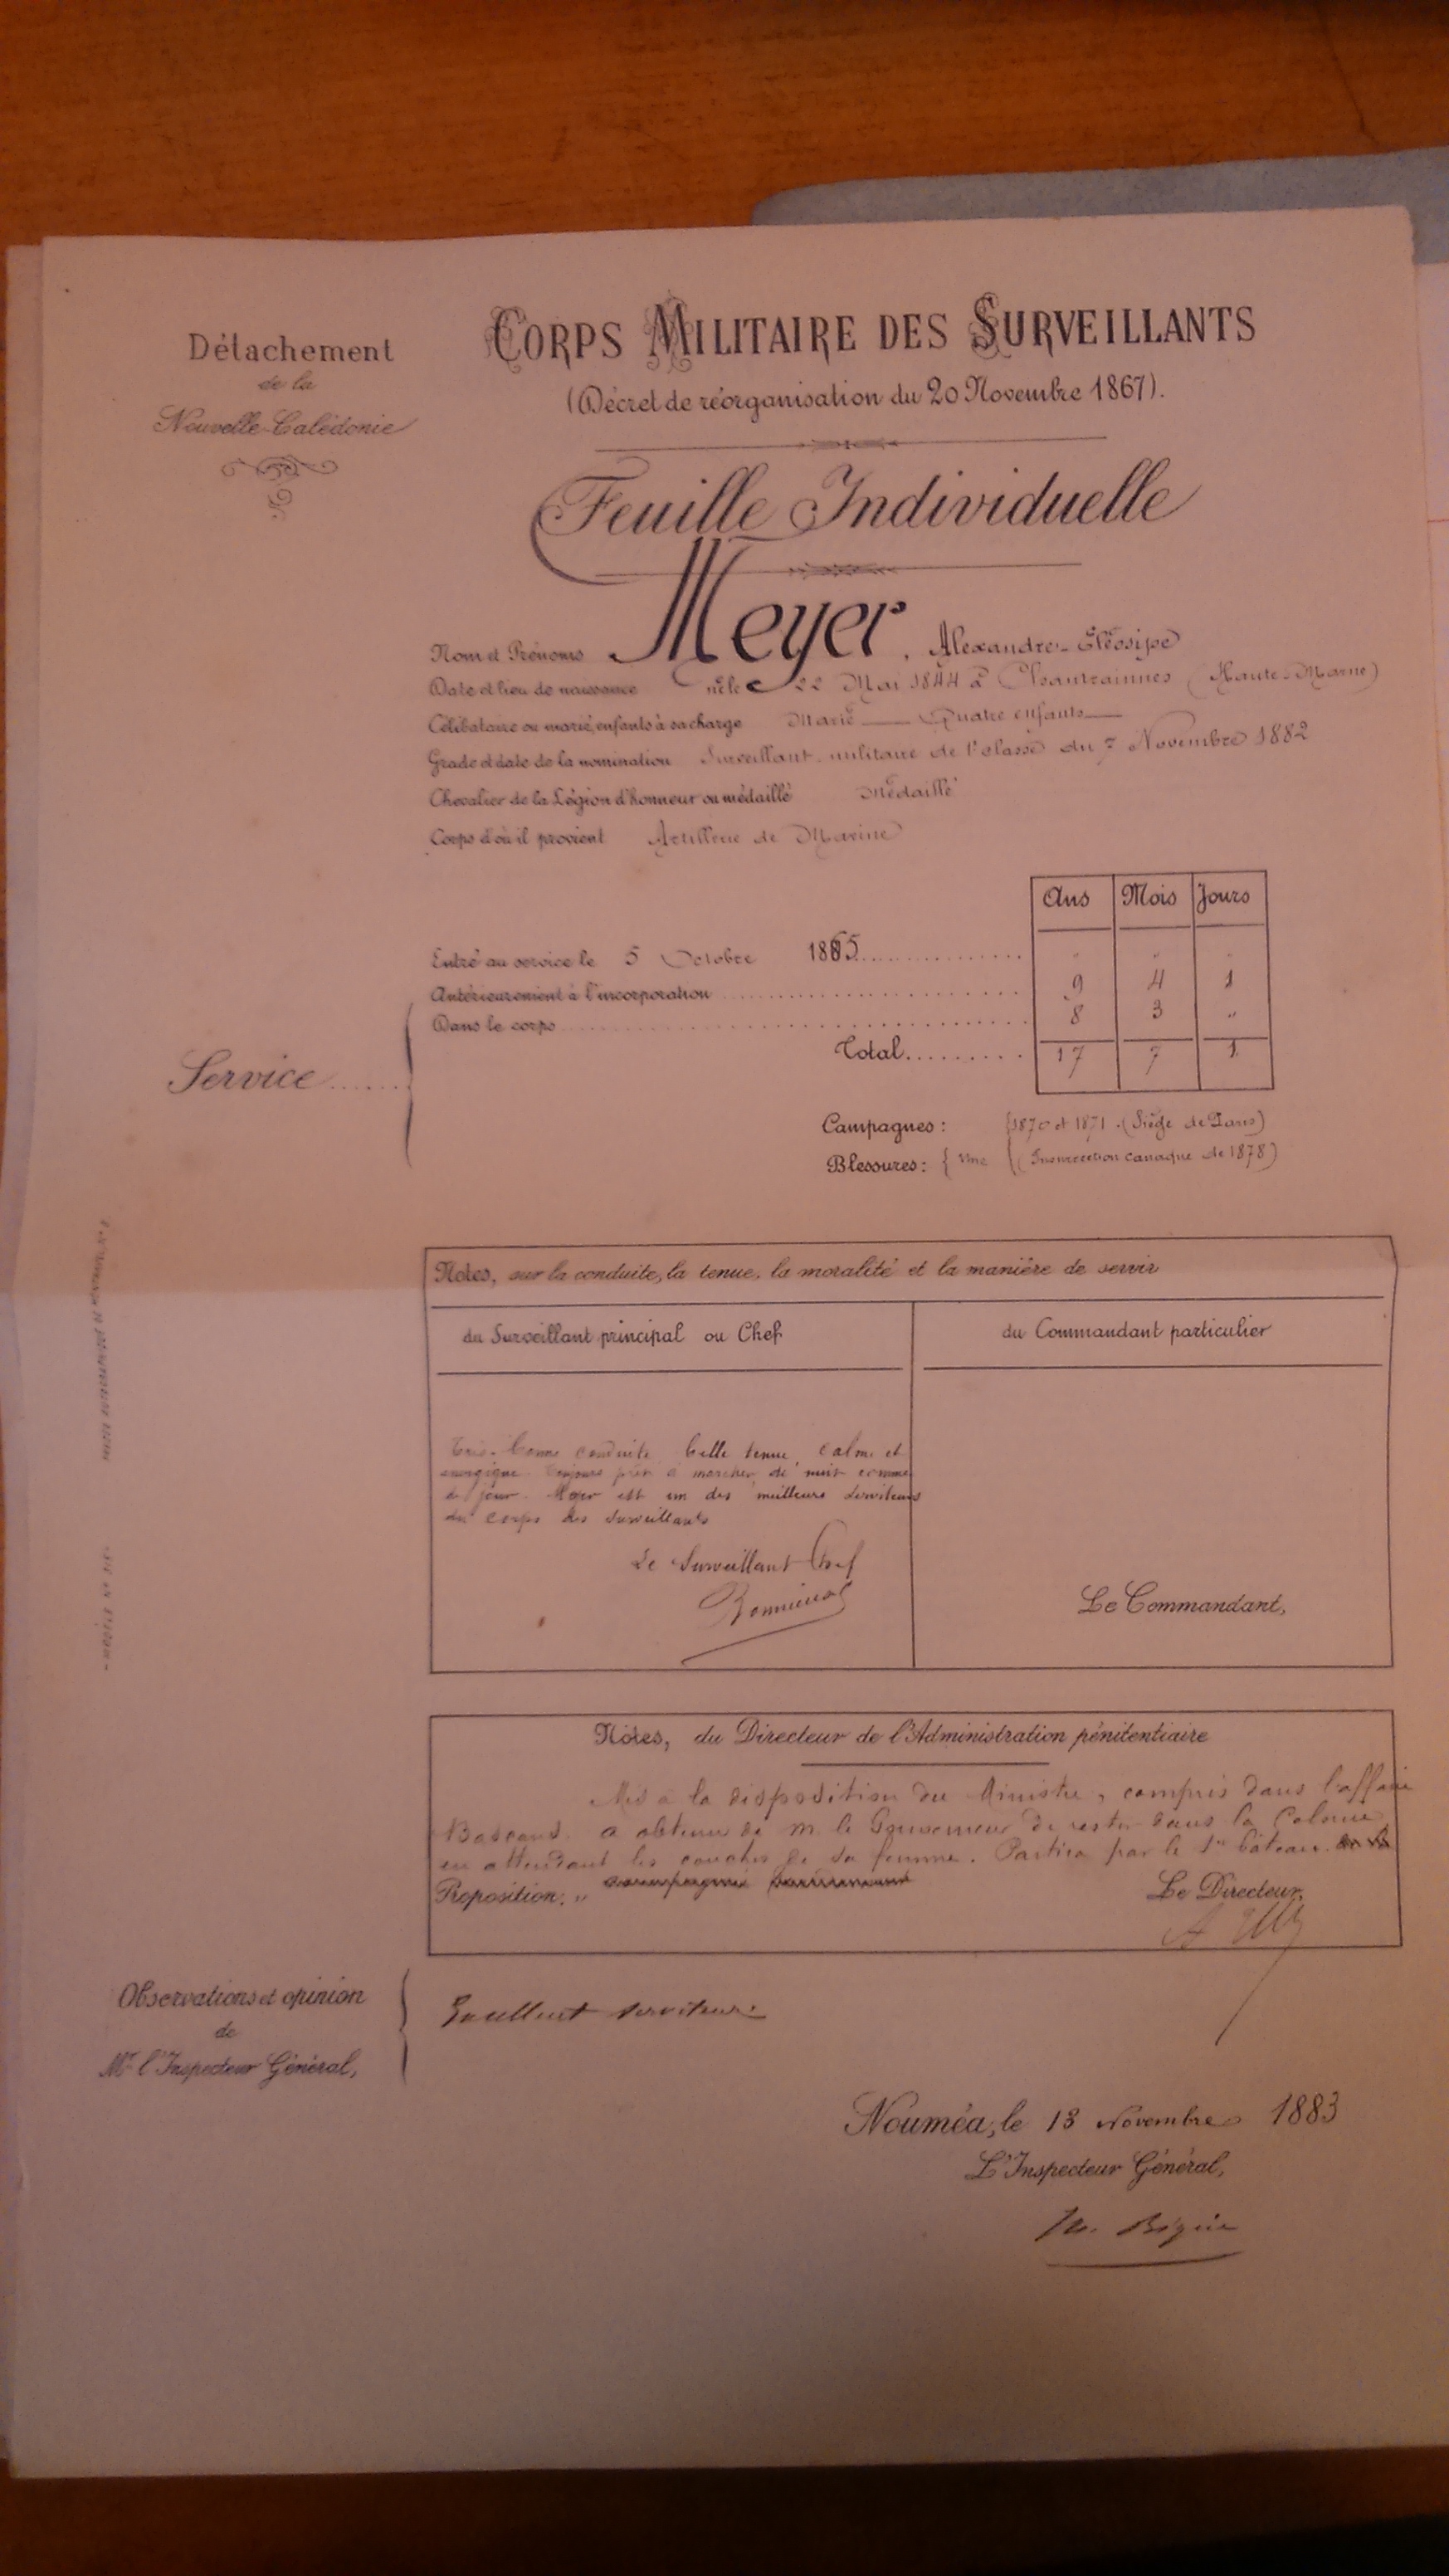 Détachement
de la
Nouvelle-Calédonie
CORPS MILITAIRE DES SURVEILLANTS
(Décret de réorganisation du 20 Novembre 1867).
Feuille Individuelle
Nom et Prénoms Meyer, Alexandre-Eléosipe
Date et lieu de naissance né le 22 Mai 1844 à Chantraines (Haute-Marne)
Célibataire ou marié, enfants à sa charge Marié — Quatre enfants —
Grade et date de la nomination Surveillant militaire de 1e classe du 7 Novembre 1882
Chevalier de la Légion d'honneur ou médaillé Médaillé
Corps d'où il provient Artillerie de Marine
Ans Mois Jours
Entré au service le 5 Octobre 1865
Antérieurement à l'incorporation 9 4 1
Dans le corps 8 3 "
Total 17 7 1
Service
Campagnes : {1870 et 1871 (Siège de Paris)
Blessures : { Une (Insurrection canaque de 1878)
Notes, sur la conduite, la tenue, la moralité et la manière de servir
du Surveillant principal ou Chef
du Commandant particulier
Très bonne conduite belle tenue, calme et
énergique toujours prêt à marcher de nuit comme
de jour. Meyer est un des meilleurs serviteurs
du corps des surveillants
Le Surveillant Chef
Le Commandant,
Notes, du Directeur de l'Administration pénitentiaire
Mis à la disposition du Ministre, compris dans l'affaire
a obtenu de M. le Gouverneur de rester dans la Colonie
en attendant les couches de sa femme. Partira par le 1er bateau
Proposition. "
Le Directeur,
Observations et opinion
de
Mr l'Inspecteur Général,
Excellent serviteur.
Nouméa, le 13 Novembre 1883
L'Inspecteur Général,